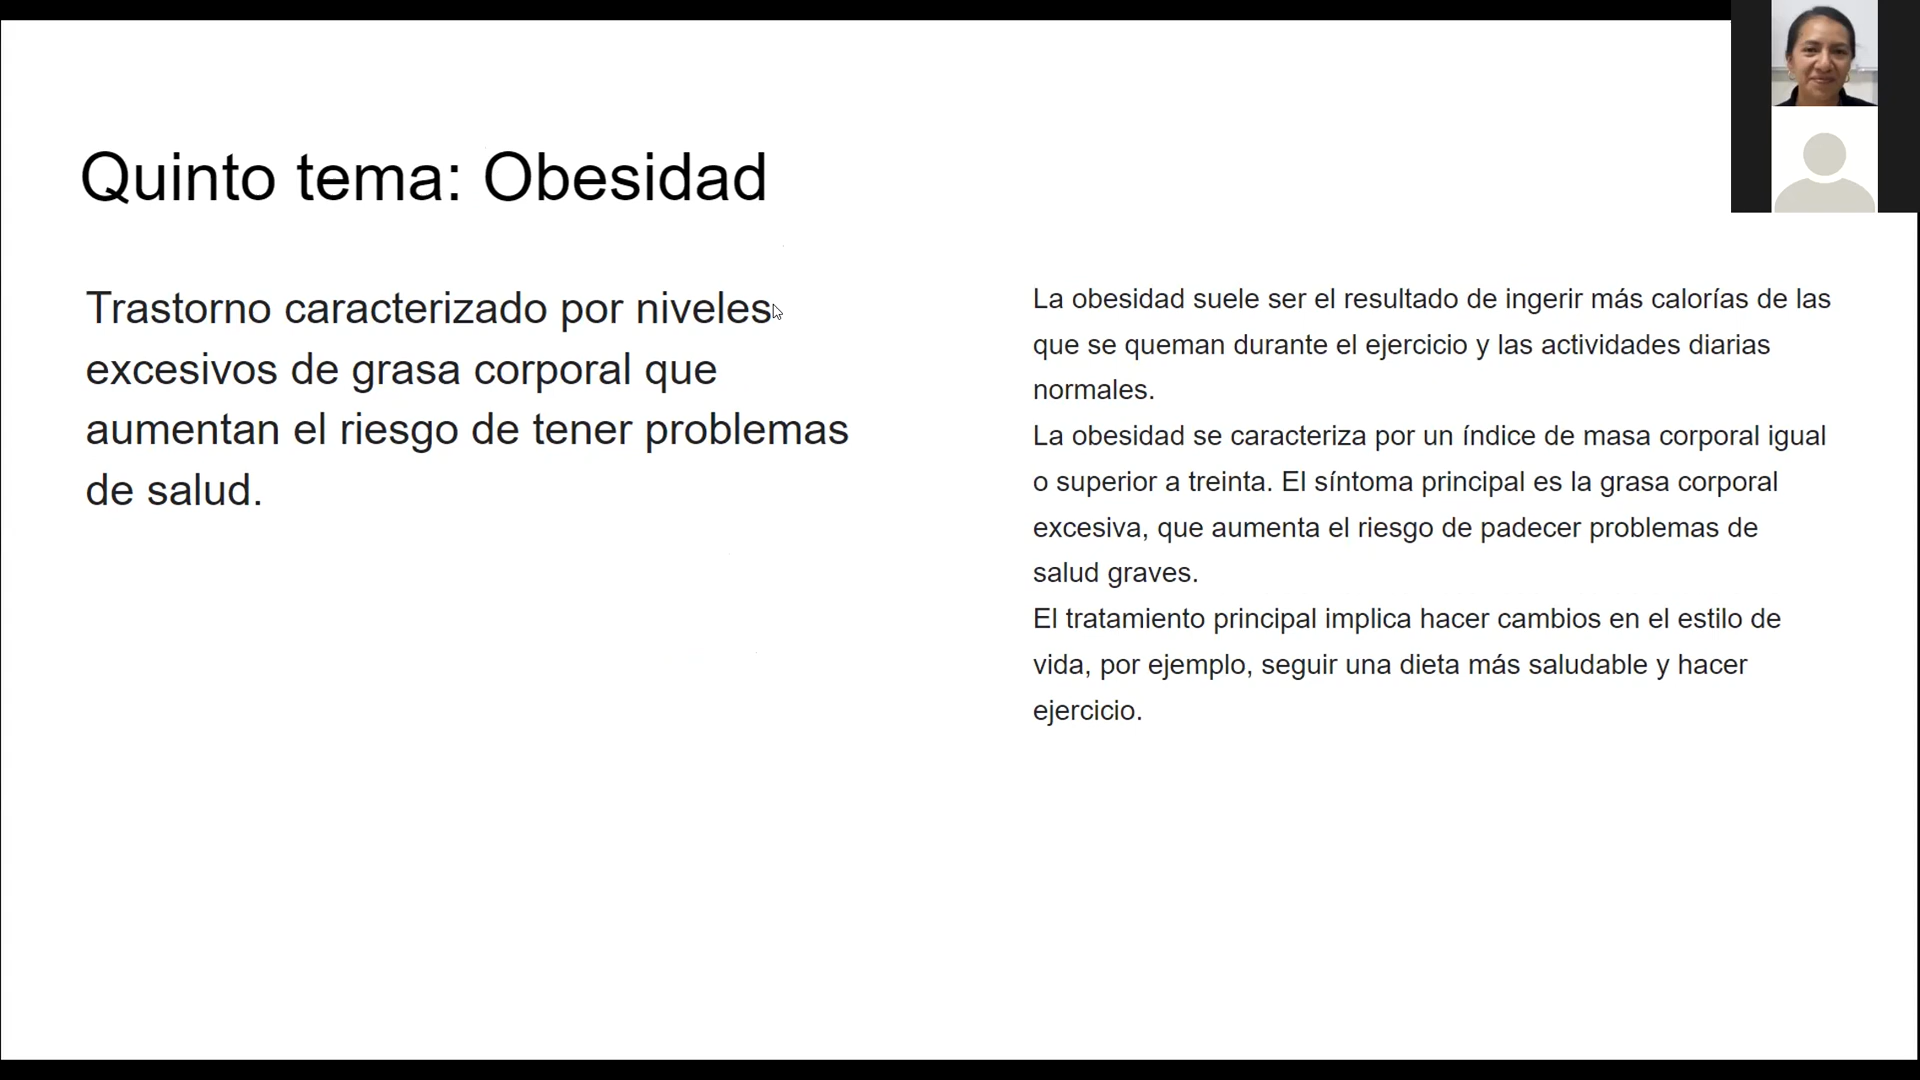 Quinto tema: Obesidad
Trastorno caracterizado por niveles
excesivos de grasa corporal que
aumentan el riesgo de tener problemas
de salud.
La obesidad suele ser el resultado de ingerir más calorías de las
que se queman durante el ejercicio y las actividades diarias
normales.
La obesidad se caracteriza por un índice de masa corporal igual
o superior a treinta. El síntoma principal es la grasa corporal
excesiva, que aumenta el riesgo de padecer problemas de
salud graves.
El tratamiento principal implica hacer cambios en el estilo de
vida, por ejemplo, seguir una dieta más saludable y hacer
ejercicio.